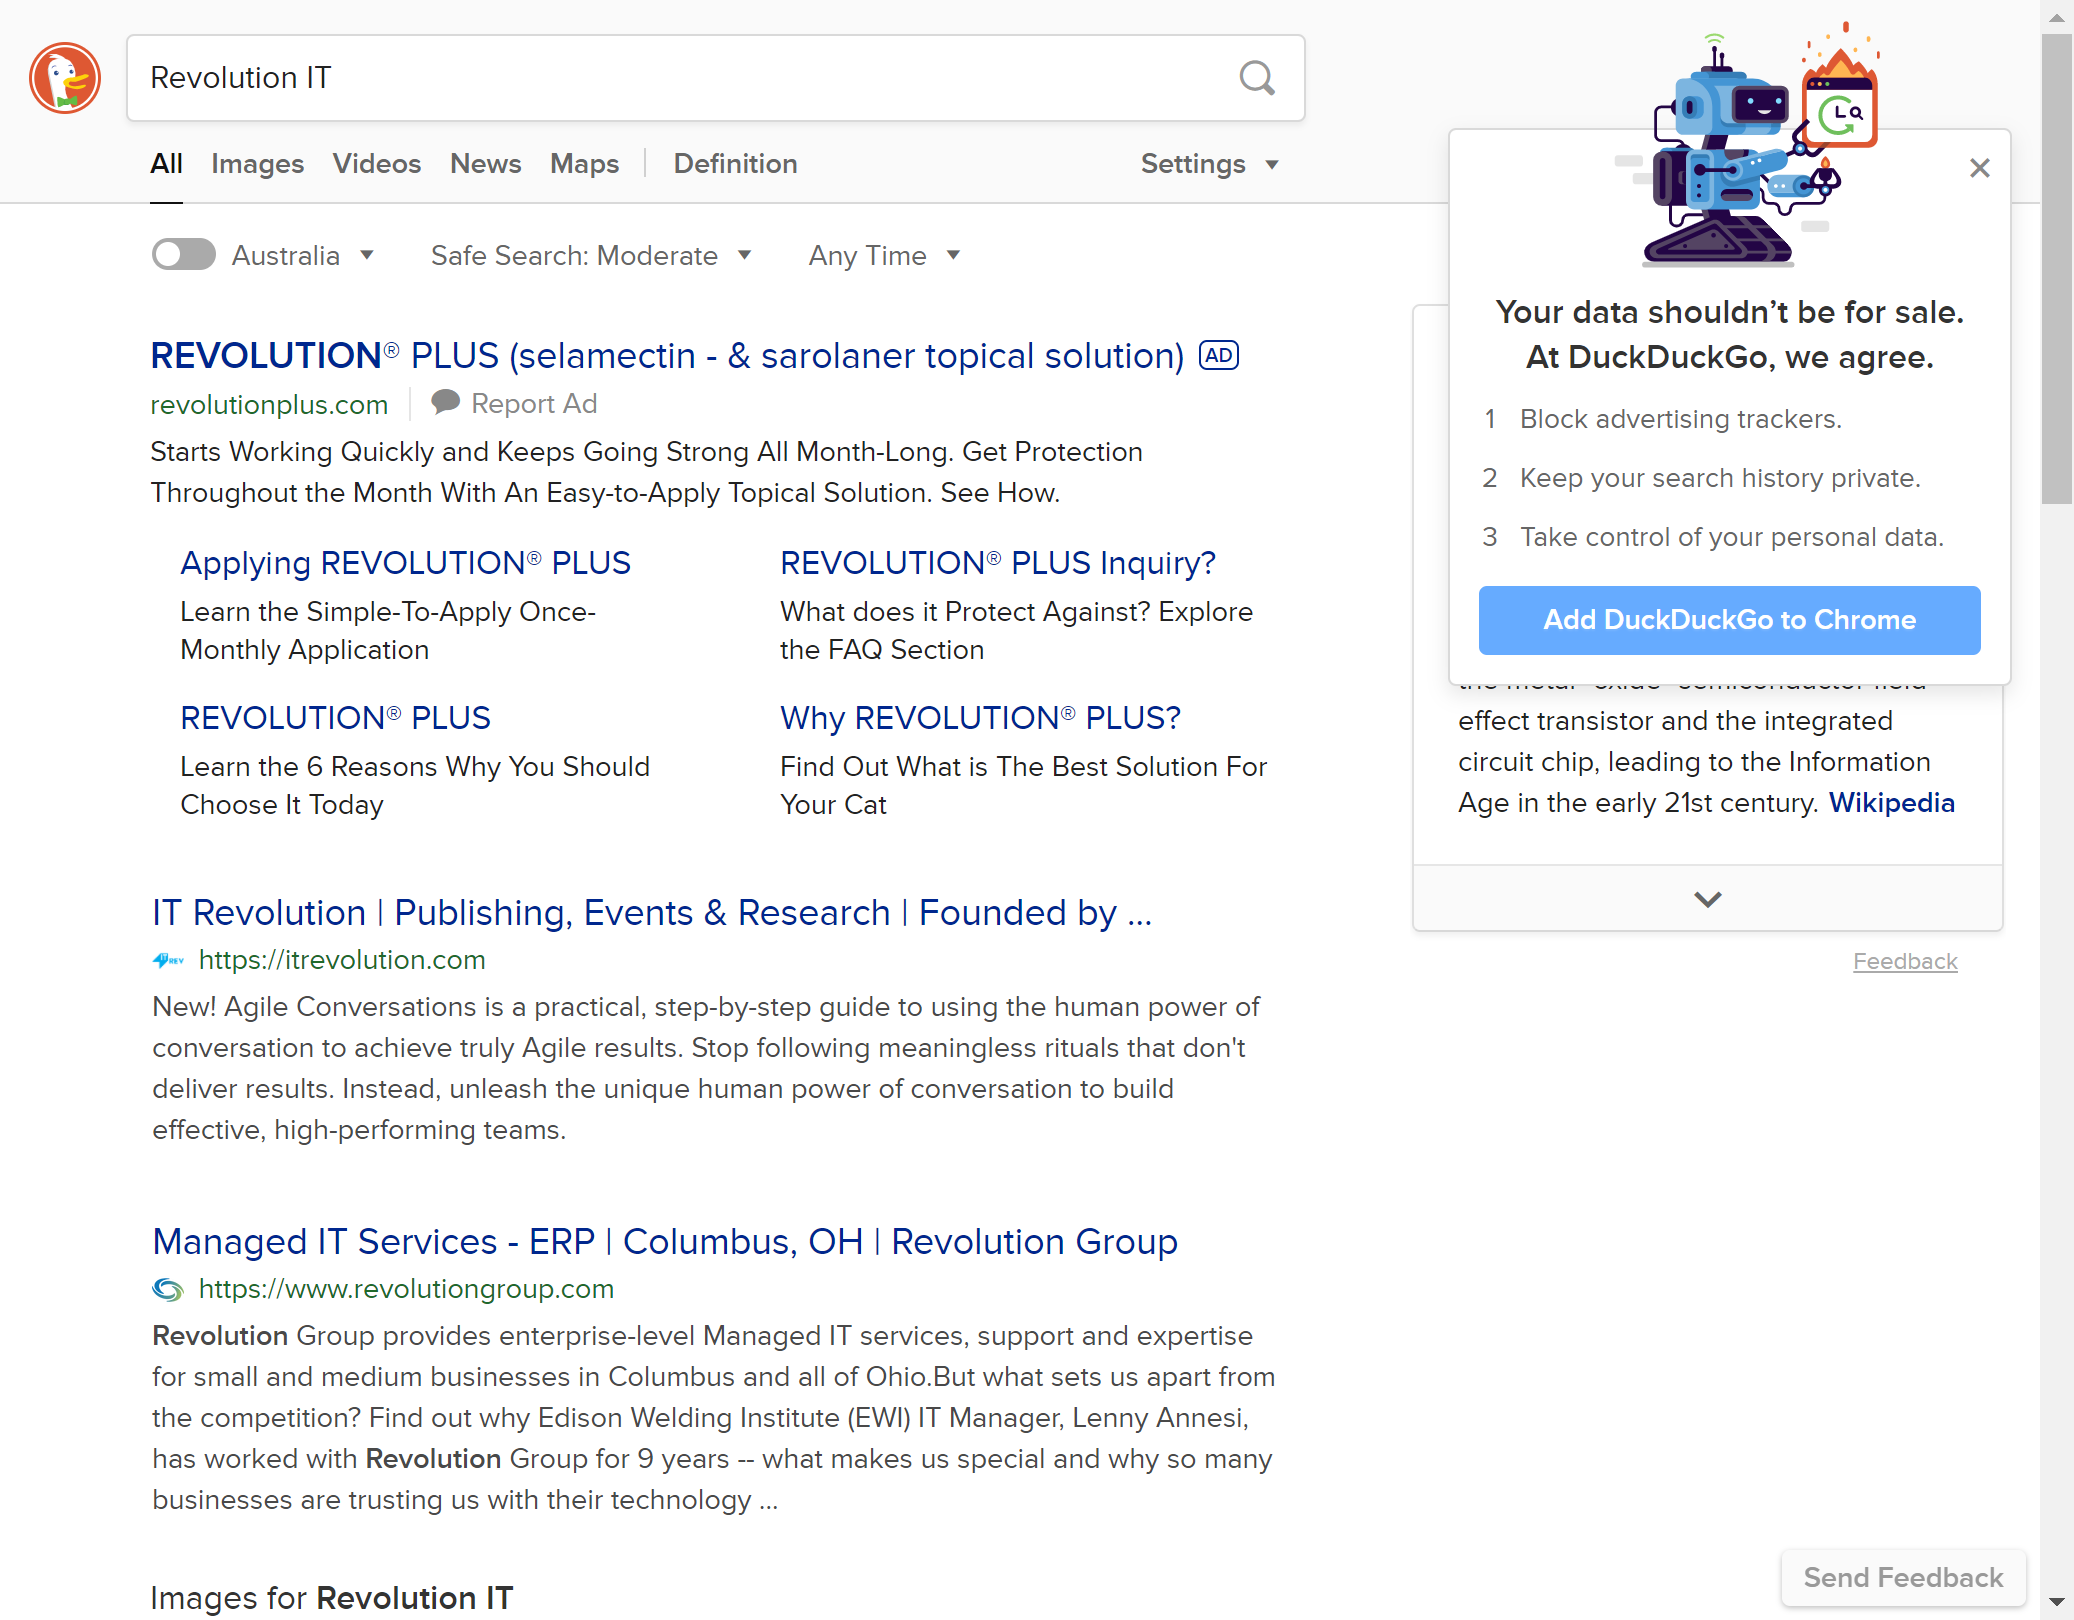 Revolution IT
All Images Videos News Maps Definition Settings
Australia Safe Search: Moderate Any Time
REVOLUTION® PLUS (selamectin - & sarolaner topical solution) AD
revolutionplus.com Report Ad
Starts Working Quickly and Keeps Going Strong All Month-Long. Get Protection
Throughout the Month With An Easy-to-Apply Topical Solution. See How.
Applying REVOLUTION® PLUS
Learn the Simple-To-Apply Once-
Monthly Application
REVOLUTION® PLUS Inquiry?
What does it Protect Against? Explore
the FAQ Section
REVOLUTION® PLUS
Learn the 6 Reasons Why You Should
Choose It Today
Why REVOLUTION® PLUS?
Find Out What is The Best Solution For
Your Cat
IT Revolution | Publishing, Events & Research | Founded by ...
https://itrevolution.com
New! Agile Conversations is a practical, step-by-step guide to using the human power of
conversation to achieve truly Agile results. Stop following meaningless rituals that don't
deliver results. Instead, unleash the unique human power of conversation to build
effective, high-performing teams.
Managed IT Services - ERP | Columbus, OH | Revolution Group
https://www.revolutiongroup.com
Revolution Group provides enterprise-level Managed IT services, support and expertise
for small and medium businesses in Columbus and all of Ohio.But what sets us apart from
the competition? Find out why Edison Welding Institute (EWI) IT Manager, Lenny Annesi,
has worked with Revolution Group for 9 years -- what makes us special and why so many
businesses are trusting us with their technology ...
Images for Revolution IT
Your data shouldn't be for sale.
At DuckDuckGo, we agree.
1 Block advertising trackers.
2 Keep your search history private.
3 Take control of your personal data.
Add DuckDuckGo to Chrome
effect transistor and the integrated
circuit chip, leading to the Information
Age in the early 21st century. Wikipedia
Feedback
Send Feedback